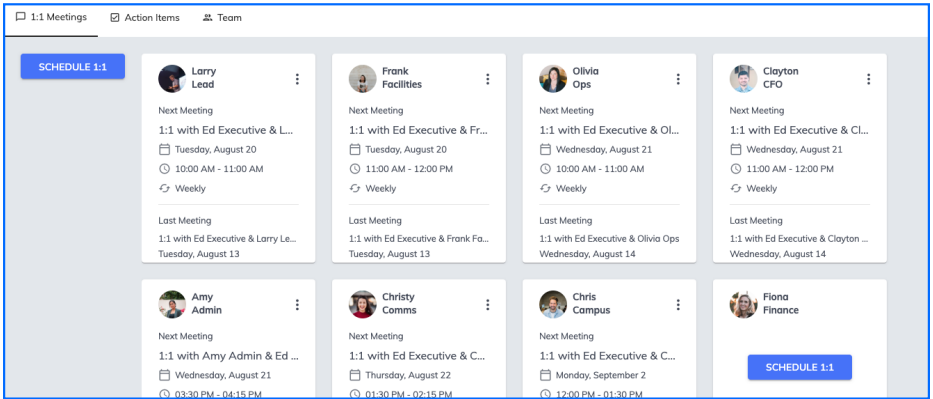 1:1 Meetings
Action Items
Team
SCHEDULE 1:1
Larry
Lead
Next Meeting
1:1 with Ed Executive & L...
Tuesday, August 20
10:00 AM - 11:00 AM
Weekly
Last Meeting
1:1 with Ed Executive & Larry Le...
Tuesday, August 13
Frank
Facilities
Next Meeting
1:1 with Ed Executive & Fr...
Tuesday, August 20
11:00 AM - 12:00 PM
Weekly
Last Meeting
1:1 with Ed Executive & Frank Fa...
Tuesday, August 13
Olivia
Ops
Next Meeting
1:1 with Ed Executive & Ol...
Wednesday, August 21
10:00 AM - 11:00 AM
Weekly
Last Meeting
1:1 with Ed Executive & Olivia Ops
Wednesday, August 14
Clayton
CFO
Next Meeting
1:1 with Ed Executive & Cl...
Wednesday, August 21
11:00 AM - 12:00 PM
Weekly
Last Meeting
1:1 with Ed Executive & Clayton ...
Wednesday, August 14
Amy
Admin
Next Meeting
1:1 with Amy Admin & Ed ...
Wednesday, August 21
03:30 PM - 04:15 PM
Christy
Comms
Next Meeting
1:1 with Ed Executive & C...
Thursday, August 22
01:30 PM - 02:15 PM
Chris
Campus
Next Meeting
1:1 with Ed Executive & C...
Monday, September 2
12:00 PM - 01:30 PM
Fiona
Finance
SCHEDULE 1:1